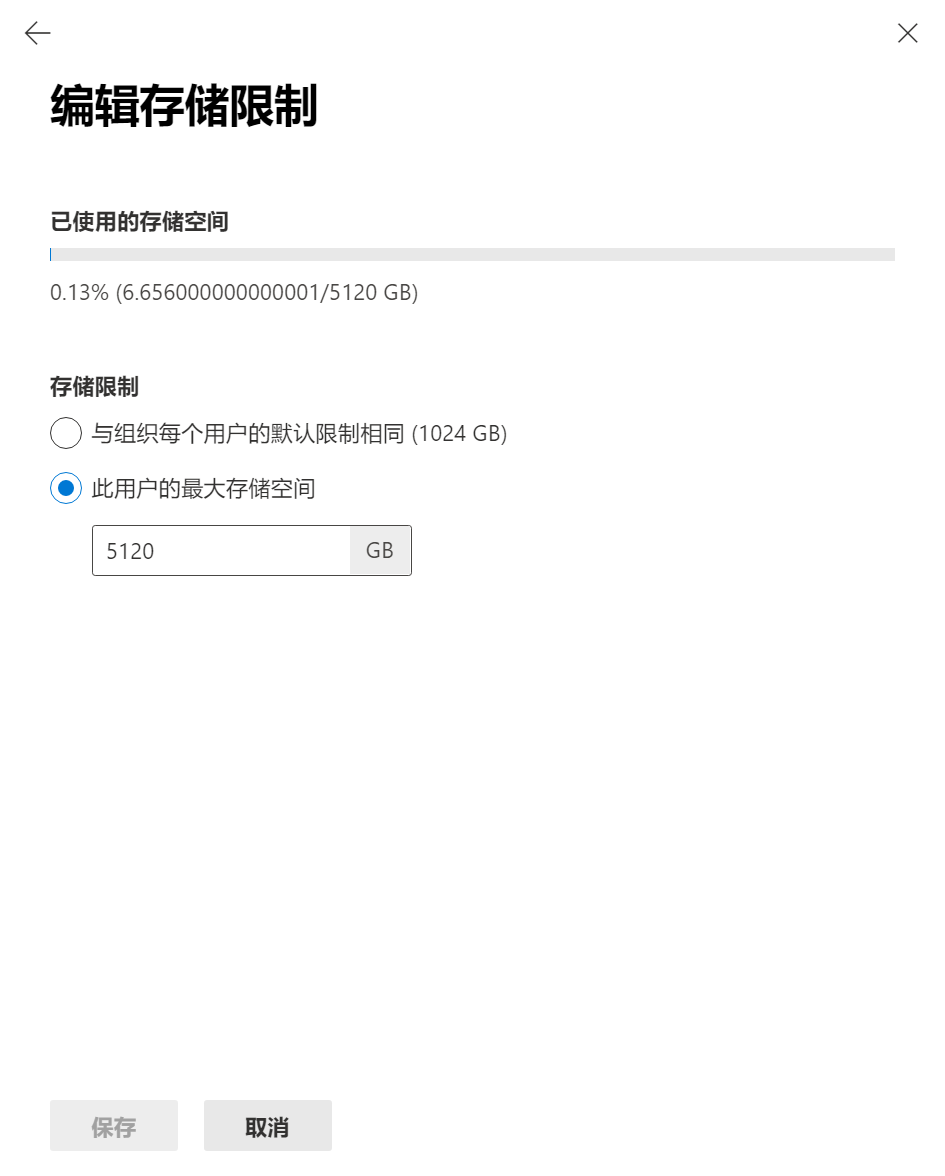 编辑存储限制
已使用的存储空间
0.13% (6.656000000000001/5120 GB)
存储限制
与组织每个用户的默认限制相同 (1024 GB)
此用户的最大存储空间
5120 GB
保存 取消